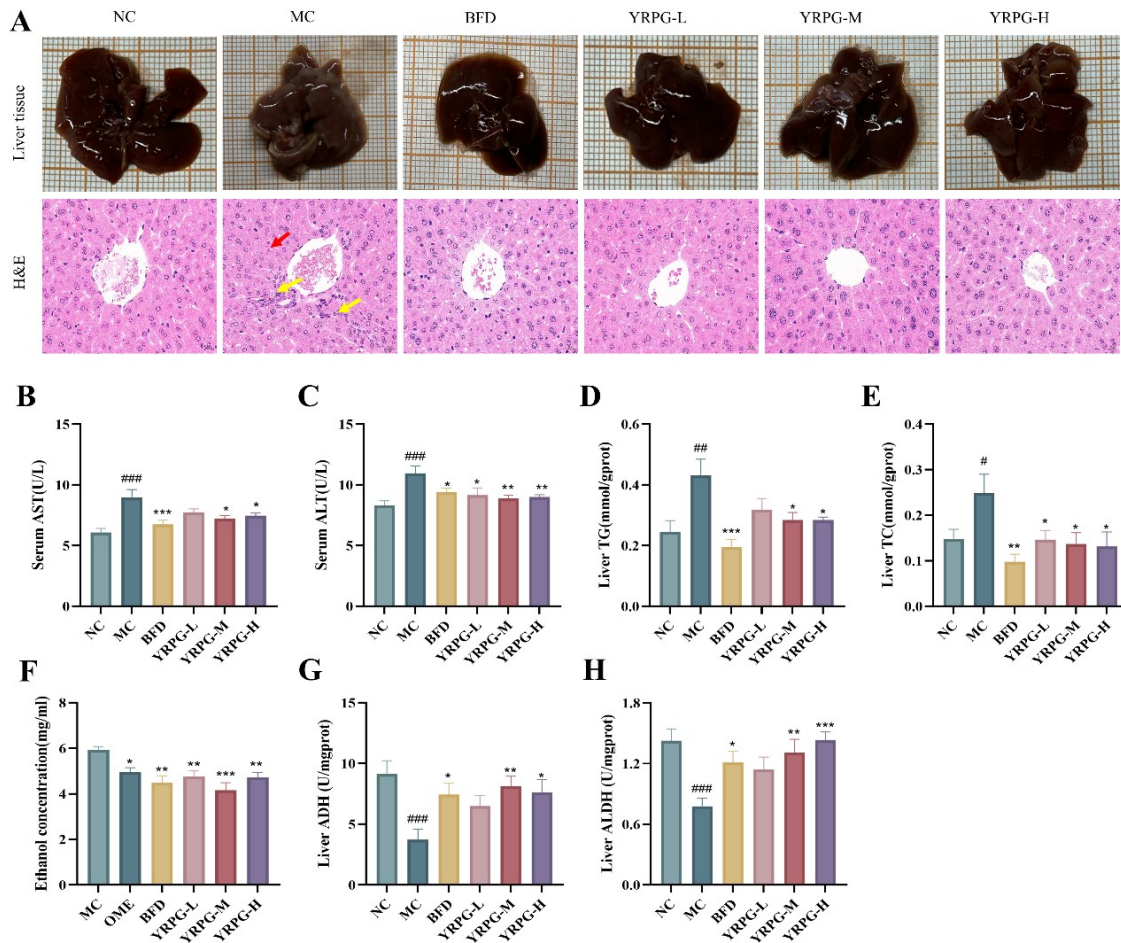 A
NC MC BFD YRPG-L YRPG-M YRPG-H
Liver tissue
H&E
B
Serum AST(U/L)
15
10
5
0
###
***
*
*
NC MC BFD YRPG-L YRPG-M YRPG-H
C
Serum ALT(U/L)
15
10
5
0
###
*
*
**
**
NC MC BFD YRPG-L YRPG-M YRPG-H
D
Liver TG(mmol/gprot)
0.6
0.4
0.2
0.0
##
***
*
*
NC MC BFD YRPG-L YRPG-M YRPG-H
E
Liver TC(mmol/gprot)
0.4
0.3
0.2
0.1
0.0
#
**
*
*
*
NC MC BFD YRPG-L YRPG-M YRPG-H
F
Ethanol concentration(mg/ml)
8
6
4
2
0
*
**
**
***
**
MC OME BFD YRPG-L YRPG-M YRPG-H
G
Liver ADH (U/mgprot)
15
10
5
0
###
*
**
*
NC MC BFD YRPG-L YRPG-M YRPG-H
H
Liver ALDH (U/mgprot)
1.8
1.2
0.6
0.0
###
*
**
***
NC MC BFD YRPG-L YRPG-M YRPG-H